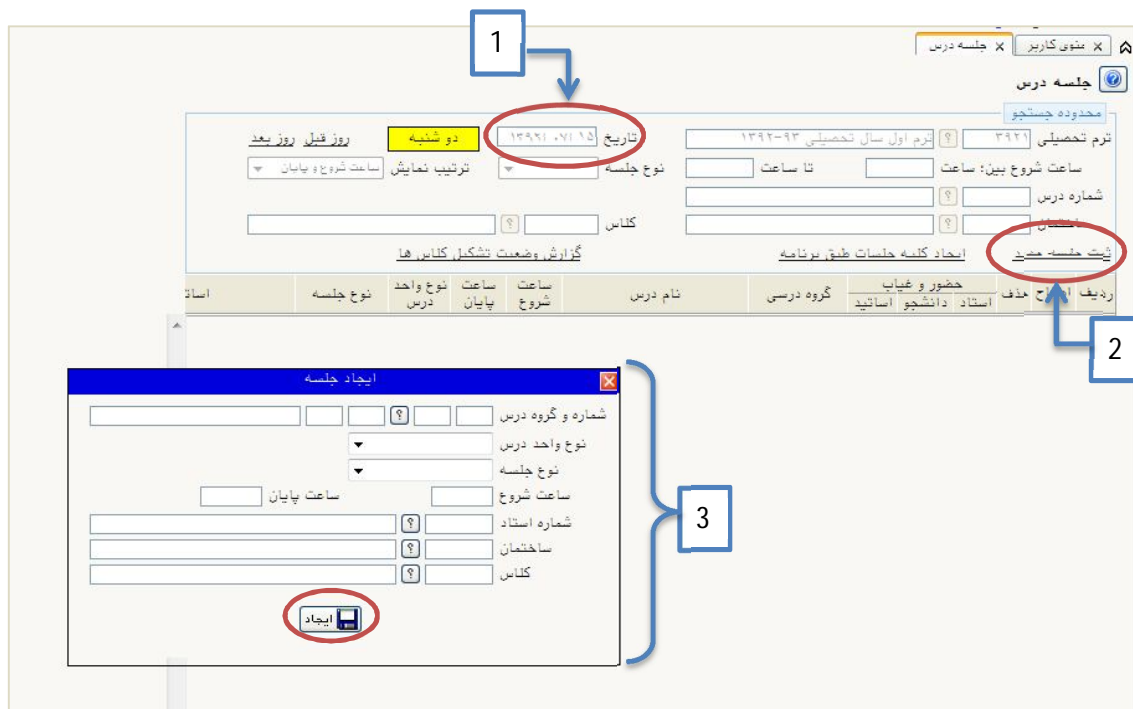 1
منوی کاربر جلسه درس
جلسه درس
محدوده جستجو
ترم تحصیلی ۳۹۲۱ ؟ ترم اول سال تحصیلی ۹۳-۱۳۹۲ تاریخ ۱۳۹۲/۰۷/۱۵ دو شنبه روز قبل روز بعد
ساعت شروع بین: ساعت تا ساعت نوع جلسه ترتیب نمایش ساعت شروع و پایان
شماره درس ؟
ساختمان ؟ کلاس ؟
ثبت جلسه جدید ایجاد کلیه جلسات طبق برنامه گزارش وضعیت تشکیل کلاس ها
ردیف حذف حضور و غیاب استاد دانشجو اساتید گروه درسی نام درس ساعت شروع ساعت پایان نوع واحد درس نوع جلسه
2
ایجاد جلسه
شماره و گروه درس ؟
نوع واحد درس
نوع جلسه
ساعت شروع ساعت پایان
شماره استاد ؟
ساختمان ؟
کلاس ؟
ایجاد
3